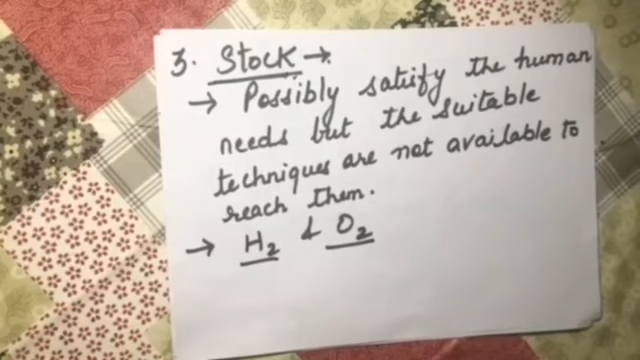 3. Stock →
→ Possibly satisfy the human
needs but the suitable
techniques are not available to
reach them.
→ H₂ & O₂